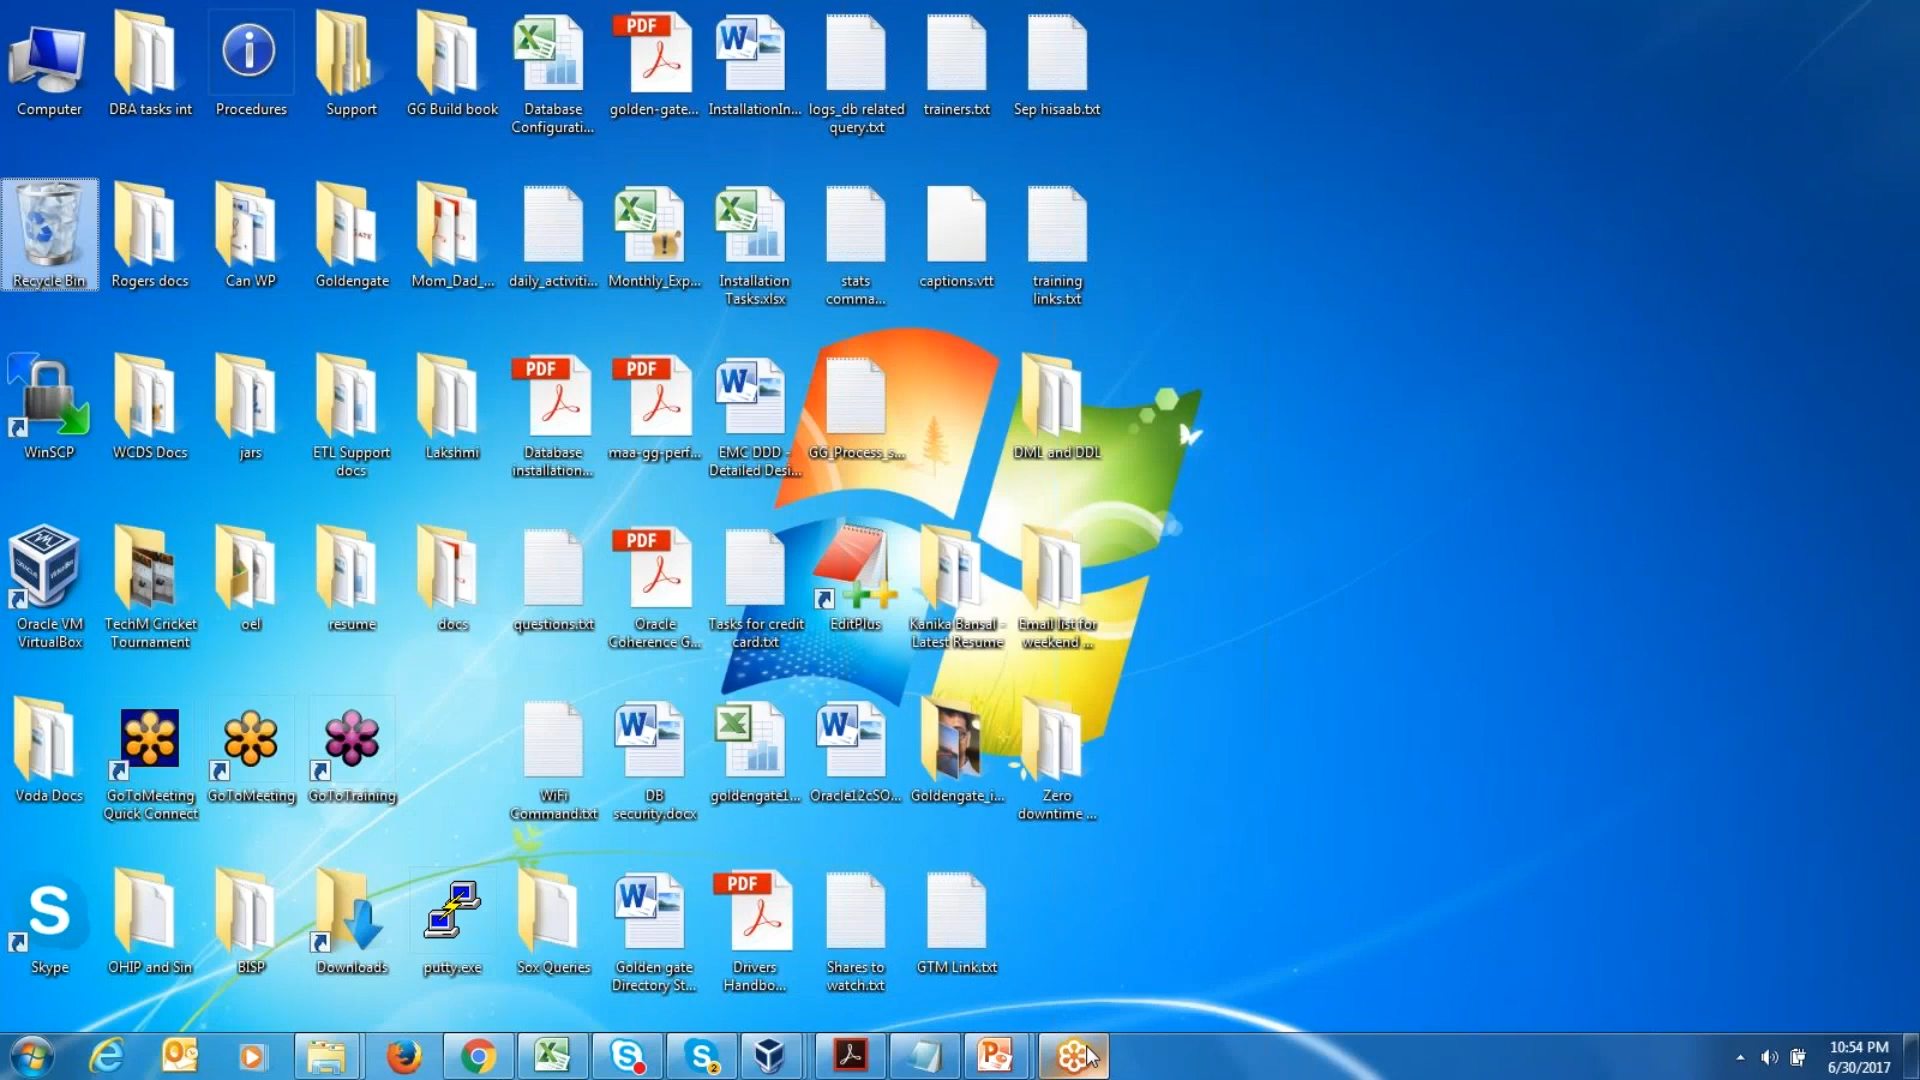 Computer
DBA tasks int
Procedures
Support
GG Build book
Database
Configurati...
golden-gate...
InstallationIn...
logs_db related
query.txt
trainers.txt
Sep hisaab.txt
Recycle Bin
Rogers docs
Can WP
Goldengate
Mom_Dad_...
daily_activiti...
Monthly_Exp...
Installation
Tasks.xlsx
stats
comma...
captions.vtt
training
links.txt
WinSCP
WCDS Docs
jars
ETL Support
docs
Lakshmi
PDF
Database
installation...
PDF
maa-gg-perf...
EMC DDD -
Detailed Desi...
GG_Process_s...
DML and DDL
Oracle VM
VirtualBox
TechM Cricket
Tournament
oel
resume
docs
questions.txt
PDF
Oracle
Coherence G...
Tasks for credit
card.txt
EditPlus
Kanika Bansal -
Latest Resume
Email list for
weekend ...
Voda Docs
GoToMeeting
Quick Connect
GoToMeeting
GoToTraining
WiFi
Command.txt
DB
security.docx
goldengate1...
Oracle12cSO...
Goldengate_i...
Zero
downtime ...
Skype
OHIP and Sin
BISP
Downloads
putty.exe
Sox Queries
Golden gate
Directory St...
PDF
Drivers
Handbo...
Shares to
watch.txt
GTM Link.txt
10:54 PM
6/30/2017